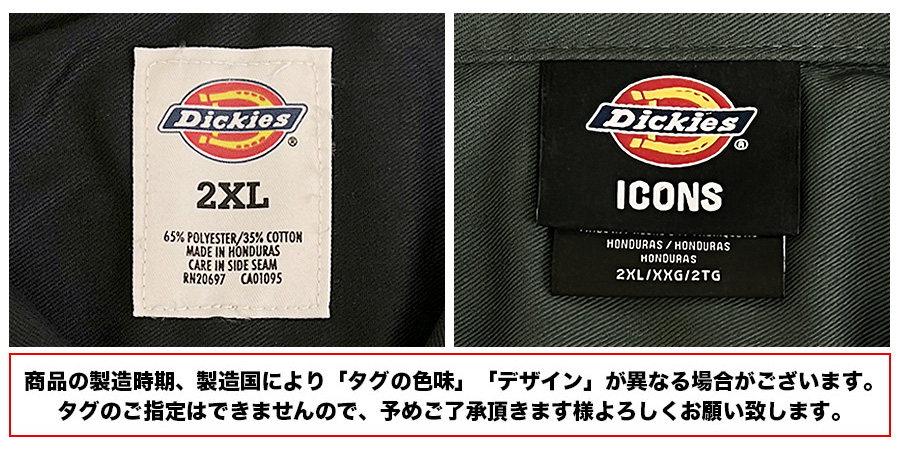 Dickies
®
2XL
65% POLYESTER/35% COTTON
MADE IN HONDURAS
CARE IN SIDE SEAM
RN20697 CA01095
Dickies
®
ICONS
HONDURAS / HONDURAS
HONDURAS
2XL/XXG/2TG
商品の製造時期、製造国により「タグの色味」「デザイン」が異なる場合がございます。
タグのご指定はできませんので、予めご了承頂きます様よろしくお願い致します。